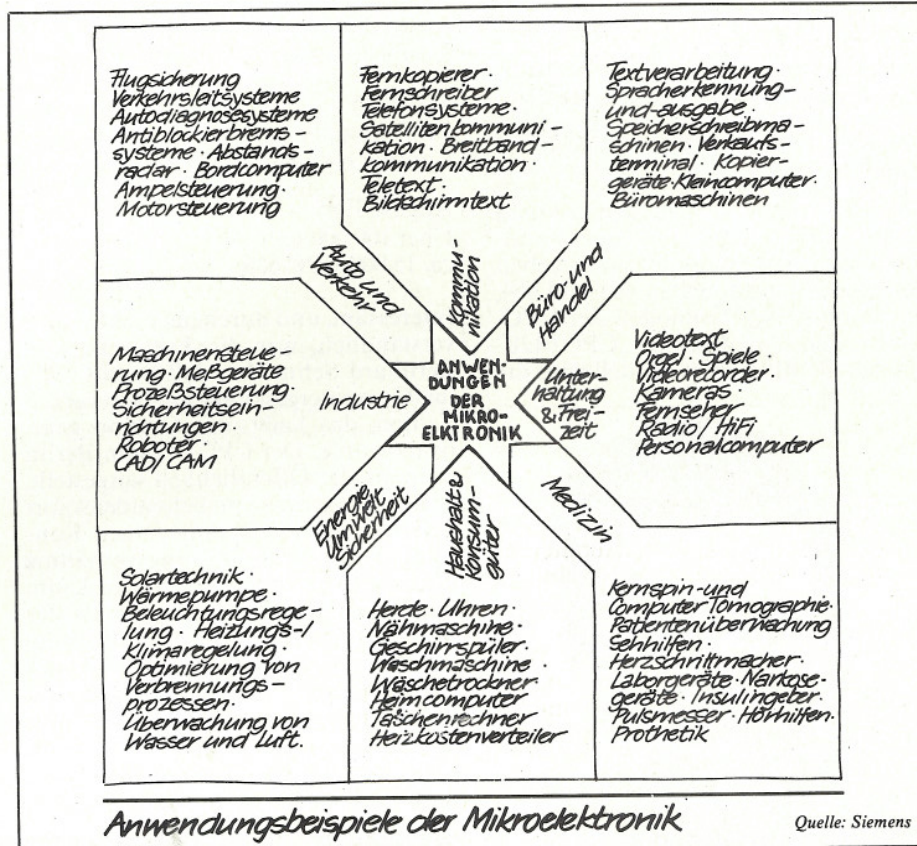 Flugsicherung
Verkehrsleitsysteme
Autodiagnosesysteme
Antiblockierbrems-
systeme · Abstands-
radar · Bordcomputer
Ampelsteuerung ·
Motorsteuerung
Fernkopierer ·
Fernschreiber
Telefonsysteme ·
Satellitenkommuni-
kation · Breitband-
kommunikation ·
Teletext ·
Bildschirmtext
Textverarbeitung ·
Spracherkennung-
und-ausgabe ·
Speicherschreibma-
schinen · Verkaufs-
terminal · Kopier-
geräte · Kleincomputer ·
Büromaschinen
Auto und
Verkehr
Kommu-
nikation
Büro-und
Handel
Maschinensteue-
rung · Meßgeräte
Prozeßsteuerung ·
Sicherheitsein-
richtungen ·
Roboter ·
CAD/CAM
Industrie
ANWEN-
DUNGEN
DER
MIKRO-
ELKTRONIK
Unter-
haltung
& Frei-
zeit
Videotext
Orgel · Spiele ·
Videorecorder ·
Kameras ·
Fernseher
Radio / HiFi
Personalcomputer
Energie
Umwelt
Sicherheit
Haushalt &
Konsum-
güter
Medizin
Solartechnik ·
Wärmepumpe ·
Beleuchtungsrege-
lung · Heizungs-/
Klimaregelung ·
Optimierung von
Verbrennungs-
prozessen ·
Überwachung von
Wasser und Luft.
Herde · Uhren ·
Nähmaschine ·
Geschirrspüler ·
Waschmaschine ·
Wäschetrockner ·
Heimcomputer
Taschenrechner
Heizkostenverteiler
Kernspin-und
Computer Tomographie ·
Patientenüberwachung
Sehhilfen ·
Herzschrittmacher ·
Laborgeräte · Narkose-
geräte · Insulingeber ·
Pulsmesser · Hörhilfen ·
Prothetik
Anwendungsbeispiele der Mikroelektronik
Quelle: Siemens